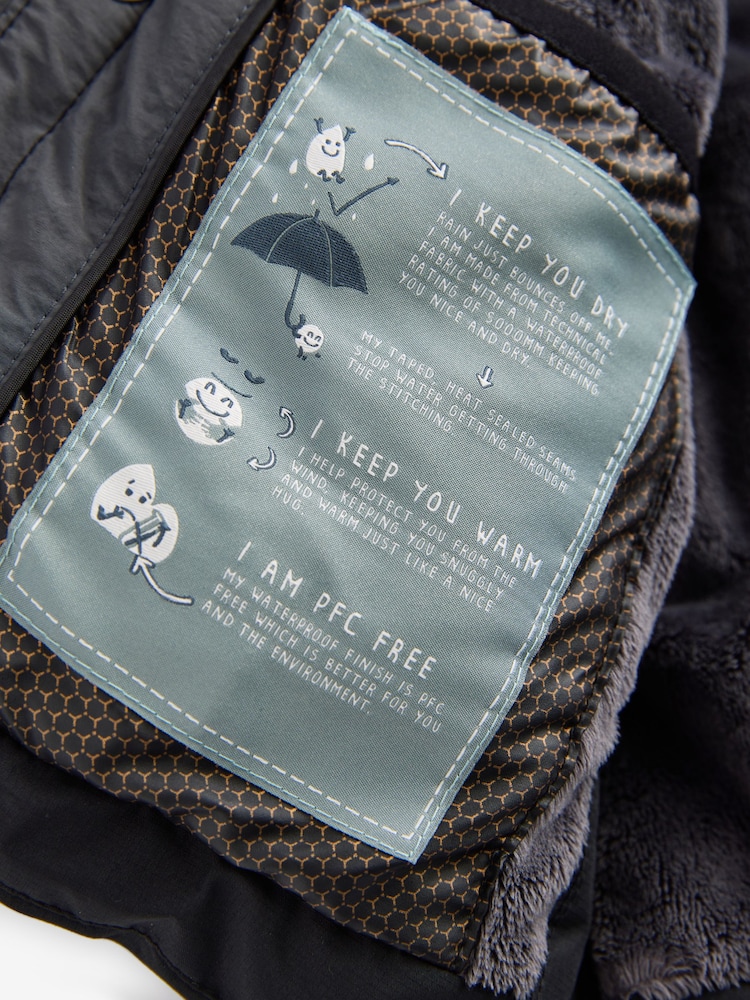 I KEEP YOU DRY
RAIN JUST BOUNCES OFF ME.
I AM MADE FROM TECHNICAL
FABRIC WITH A WATERPROOF
RATING OF 5000MM KEEPING
YOU NICE AND DRY.
MY TAPED, HEAT SEALED SEAMS
STOP WATER GETTING THROUGH
THE STITCHING.
I KEEP YOU WARM
I HELP PROTECT YOU FROM THE
WIND, KEEPING YOU SNUGGLY
AND WARM JUST LIKE A NICE
HUG.
I AM PFC FREE
MY WATERPROOF FINISH IS PFC
FREE WHICH IS BETTER FOR YOU
AND THE ENVIRONMENT.